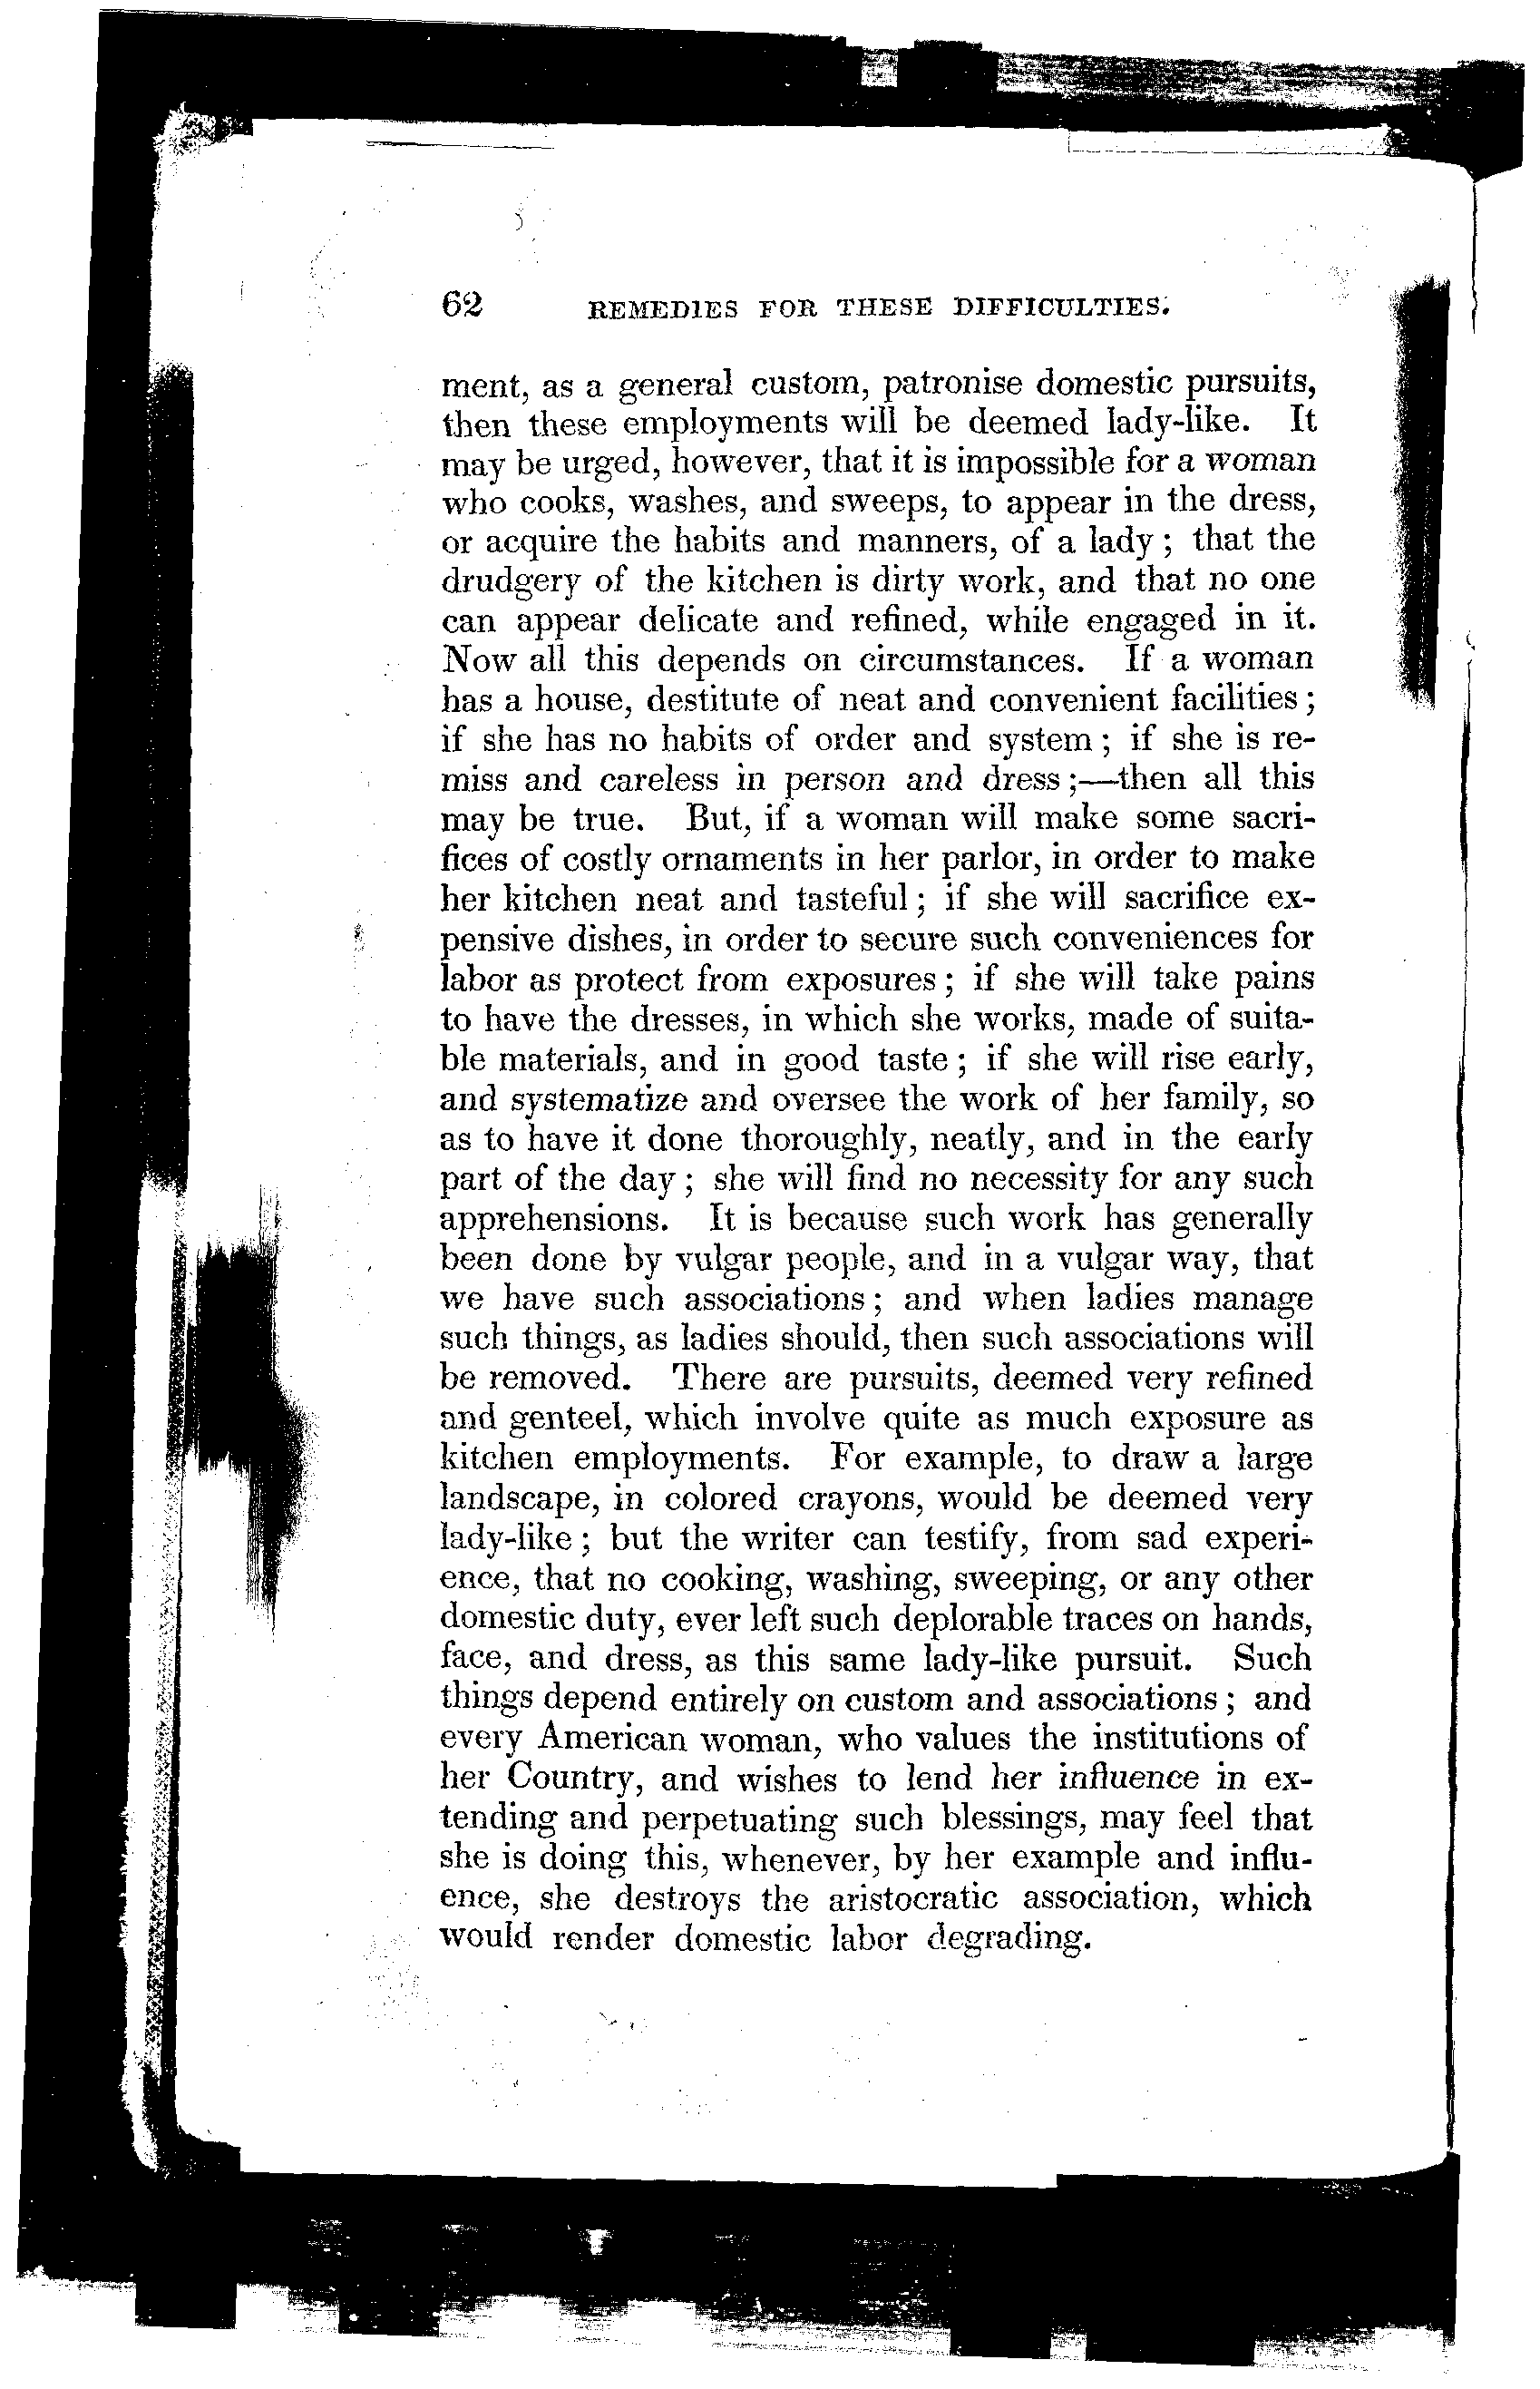 62 REMEDIES FOR THESE DIFFICULTIES.
ment, as a general custom, patronise domestic pursuits,
then these employments will be deemed lady-like. It
may be urged, however, that it is impossible for a woman
who cooks, washes, and sweeps, to appear in the dress,
or acquire the habits and manners, of a lady; that the
drudgery of the kitchen is dirty work, and that no one
can appear delicate and refined, while engaged in it.
Now all this depends on circumstances. If a woman
has a house, destitute of neat and convenient facilities;
if she has no habits of order and system; if she is re-
miss and careless in person and dress;—then all this
may be true. But, if a woman will make some sacri-
fices of costly ornaments in her parlor, in order to make
her kitchen neat and tasteful; if she will sacrifice ex-
pensive dishes, in order to secure such conveniences for
labor as protect from exposures; if she will take pains
to have the dresses, in which she works, made of suita-
ble materials, and in good taste; if she will rise early,
and systematize and oversee the work of her family, so
as to have it done thoroughly, neatly, and in the early
part of the day; she will find no necessity for any such
apprehensions. It is because such work has generally
been done by vulgar people, and in a vulgar way, that
we have such associations; and when ladies manage
such things, as ladies should, then such associations will
be removed. There are pursuits, deemed very refined
and genteel, which involve quite as much exposure as
kitchen employments. For example, to draw a large
landscape, in colored crayons, would be deemed very
lady-like; but the writer can testify, from sad experi-
ence, that no cooking, washing, sweeping, or any other
domestic duty, ever left such deplorable traces on hands,
face, and dress, as this same lady-like pursuit. Such
things depend entirely on custom and associations; and
every American woman, who values the institutions of
her Country, and wishes to lend her influence in ex-
tending and perpetuating such blessings, may feel that
she is doing this, whenever, by her example and influ-
ence, she destroys the aristocratic association, which
would render domestic labor degrading.